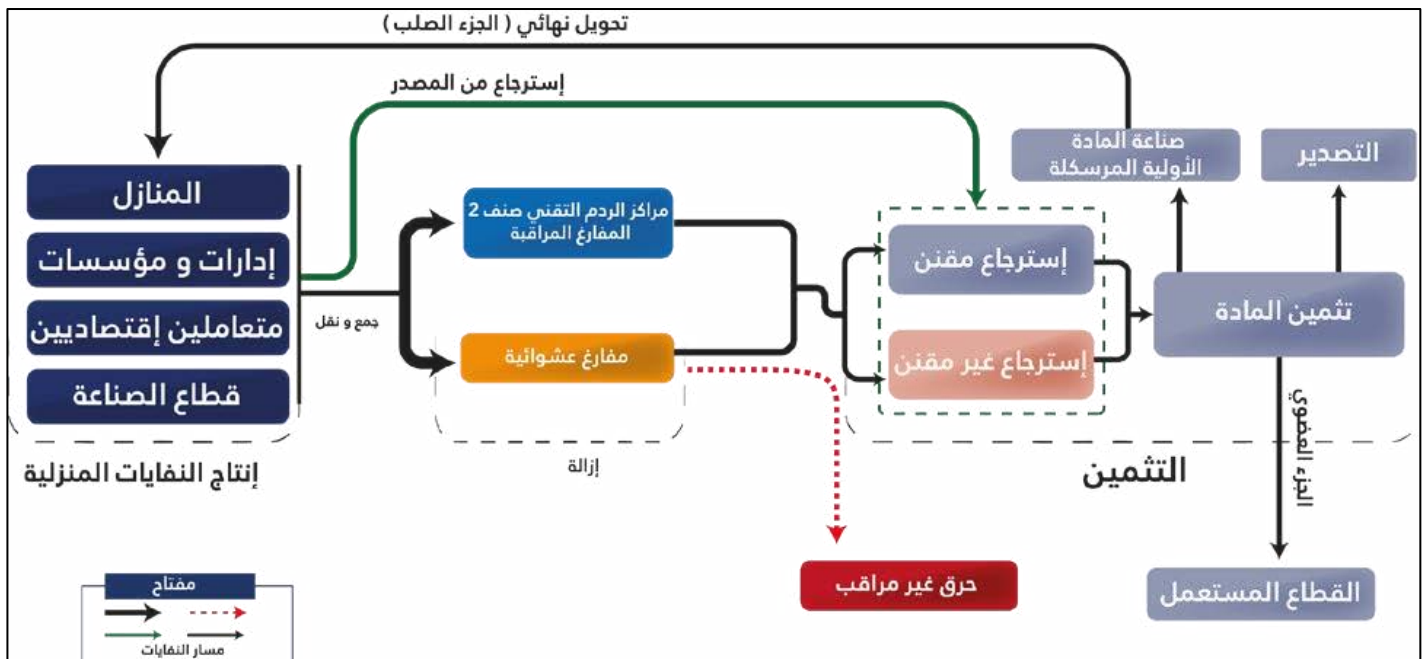 تحويل نهائي ( الجزء الصلب )
إسترجاع من المصدر
صناعة المادة
الأولية المرسكلة
التصدير
المنازل
إدارات و مؤسسات
متعاملين إقتصاديين
قطاع الصناعة
إنتاج النفايات المنزلية
جمع و نقل
مراكز الردم التقني صنف 2
المفارغ المراقبة
مفارغ عشوائية
إزالة
إسترجاع مقنن
إسترجاع غير مقنن
تثمين المادة
التثمين
الجزء العضوي
حرق غير مراقب
القطاع المستعمل
مفتاح
مسار النفايات